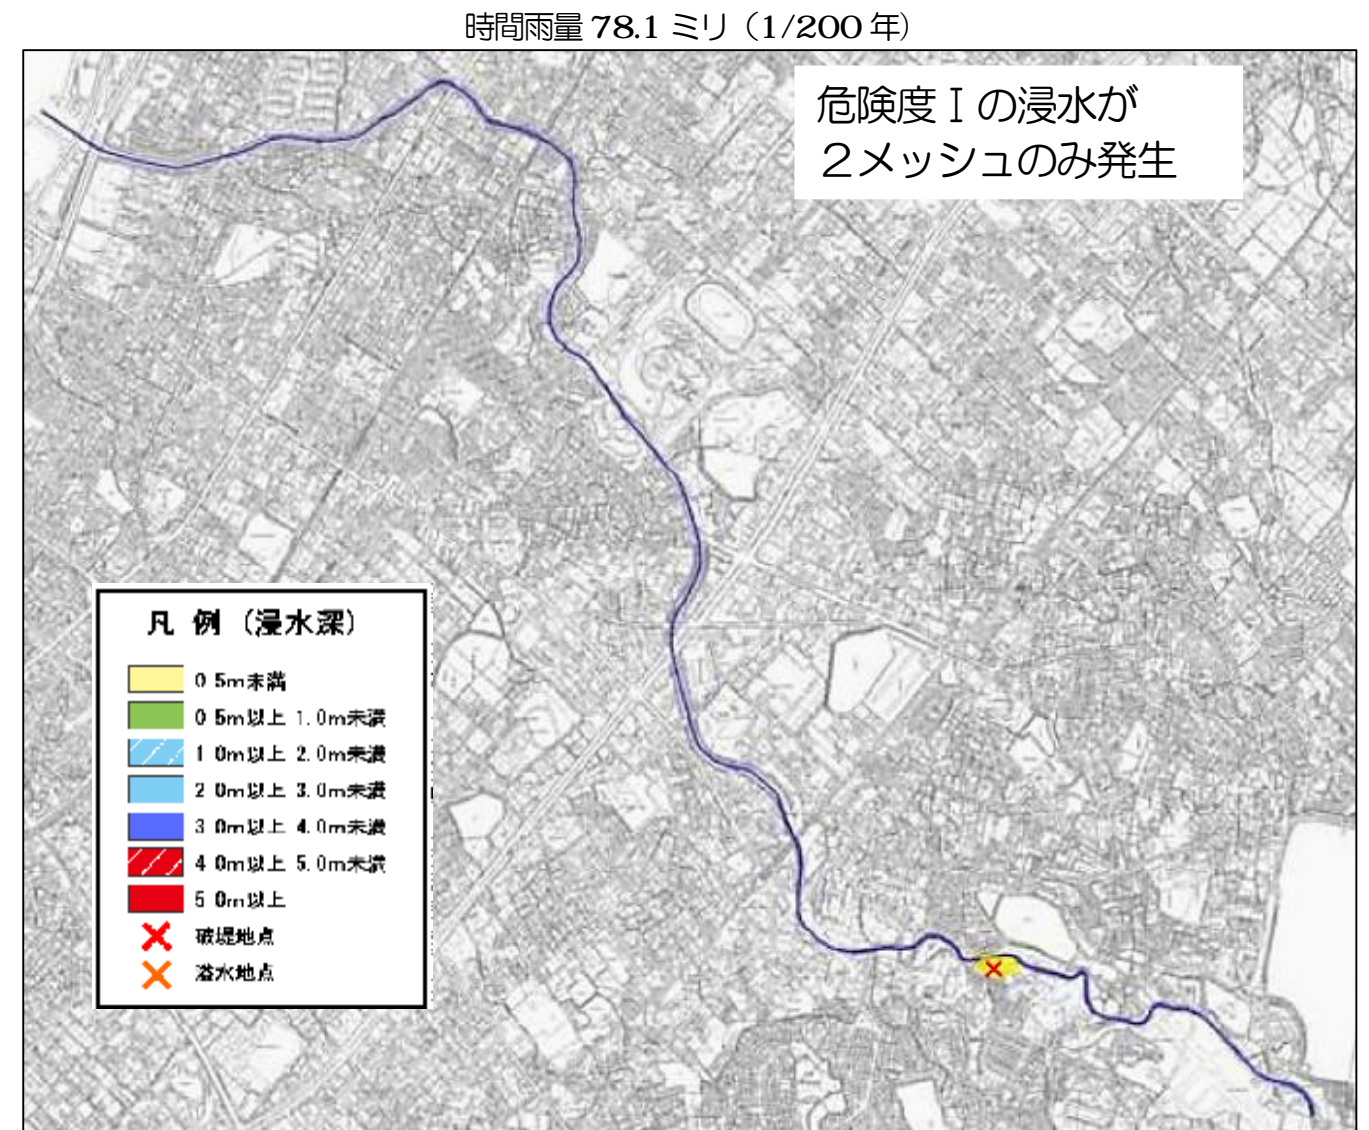 時間雨量 78.1 ミリ（1/200 年）
危険度Ⅰの浸水が
２メッシュのみ発生
凡 例（浸水深）
0 5m未満
0 5m以上 1.0m未満
1 0m以上 2.0m未満
2 0m以上 3.0m未満
3 0m以上 4.0m未満
4 0m以上 5.0m未満
5 0m以上
破堤地点
溢水地点